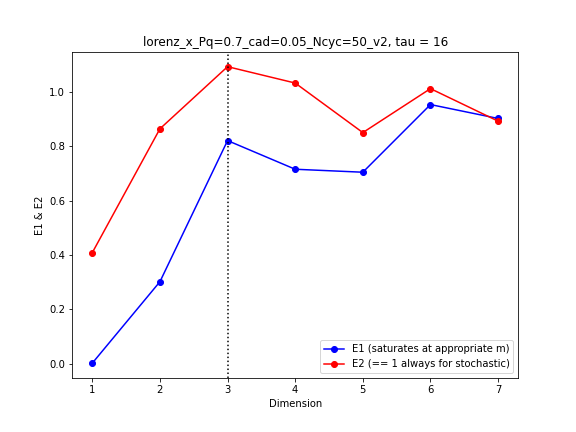 lorenz_x_Pq=0.7_cad=0.05_Ncyc=50_v2, tau = 16
E1 & E2
1.0
0.8
0.6
0.4
0.2
0.0
E1 (saturates at appropriate m)
E2 (== 1 always for stochastic)
1 2 3 4 5 6 7
Dimension